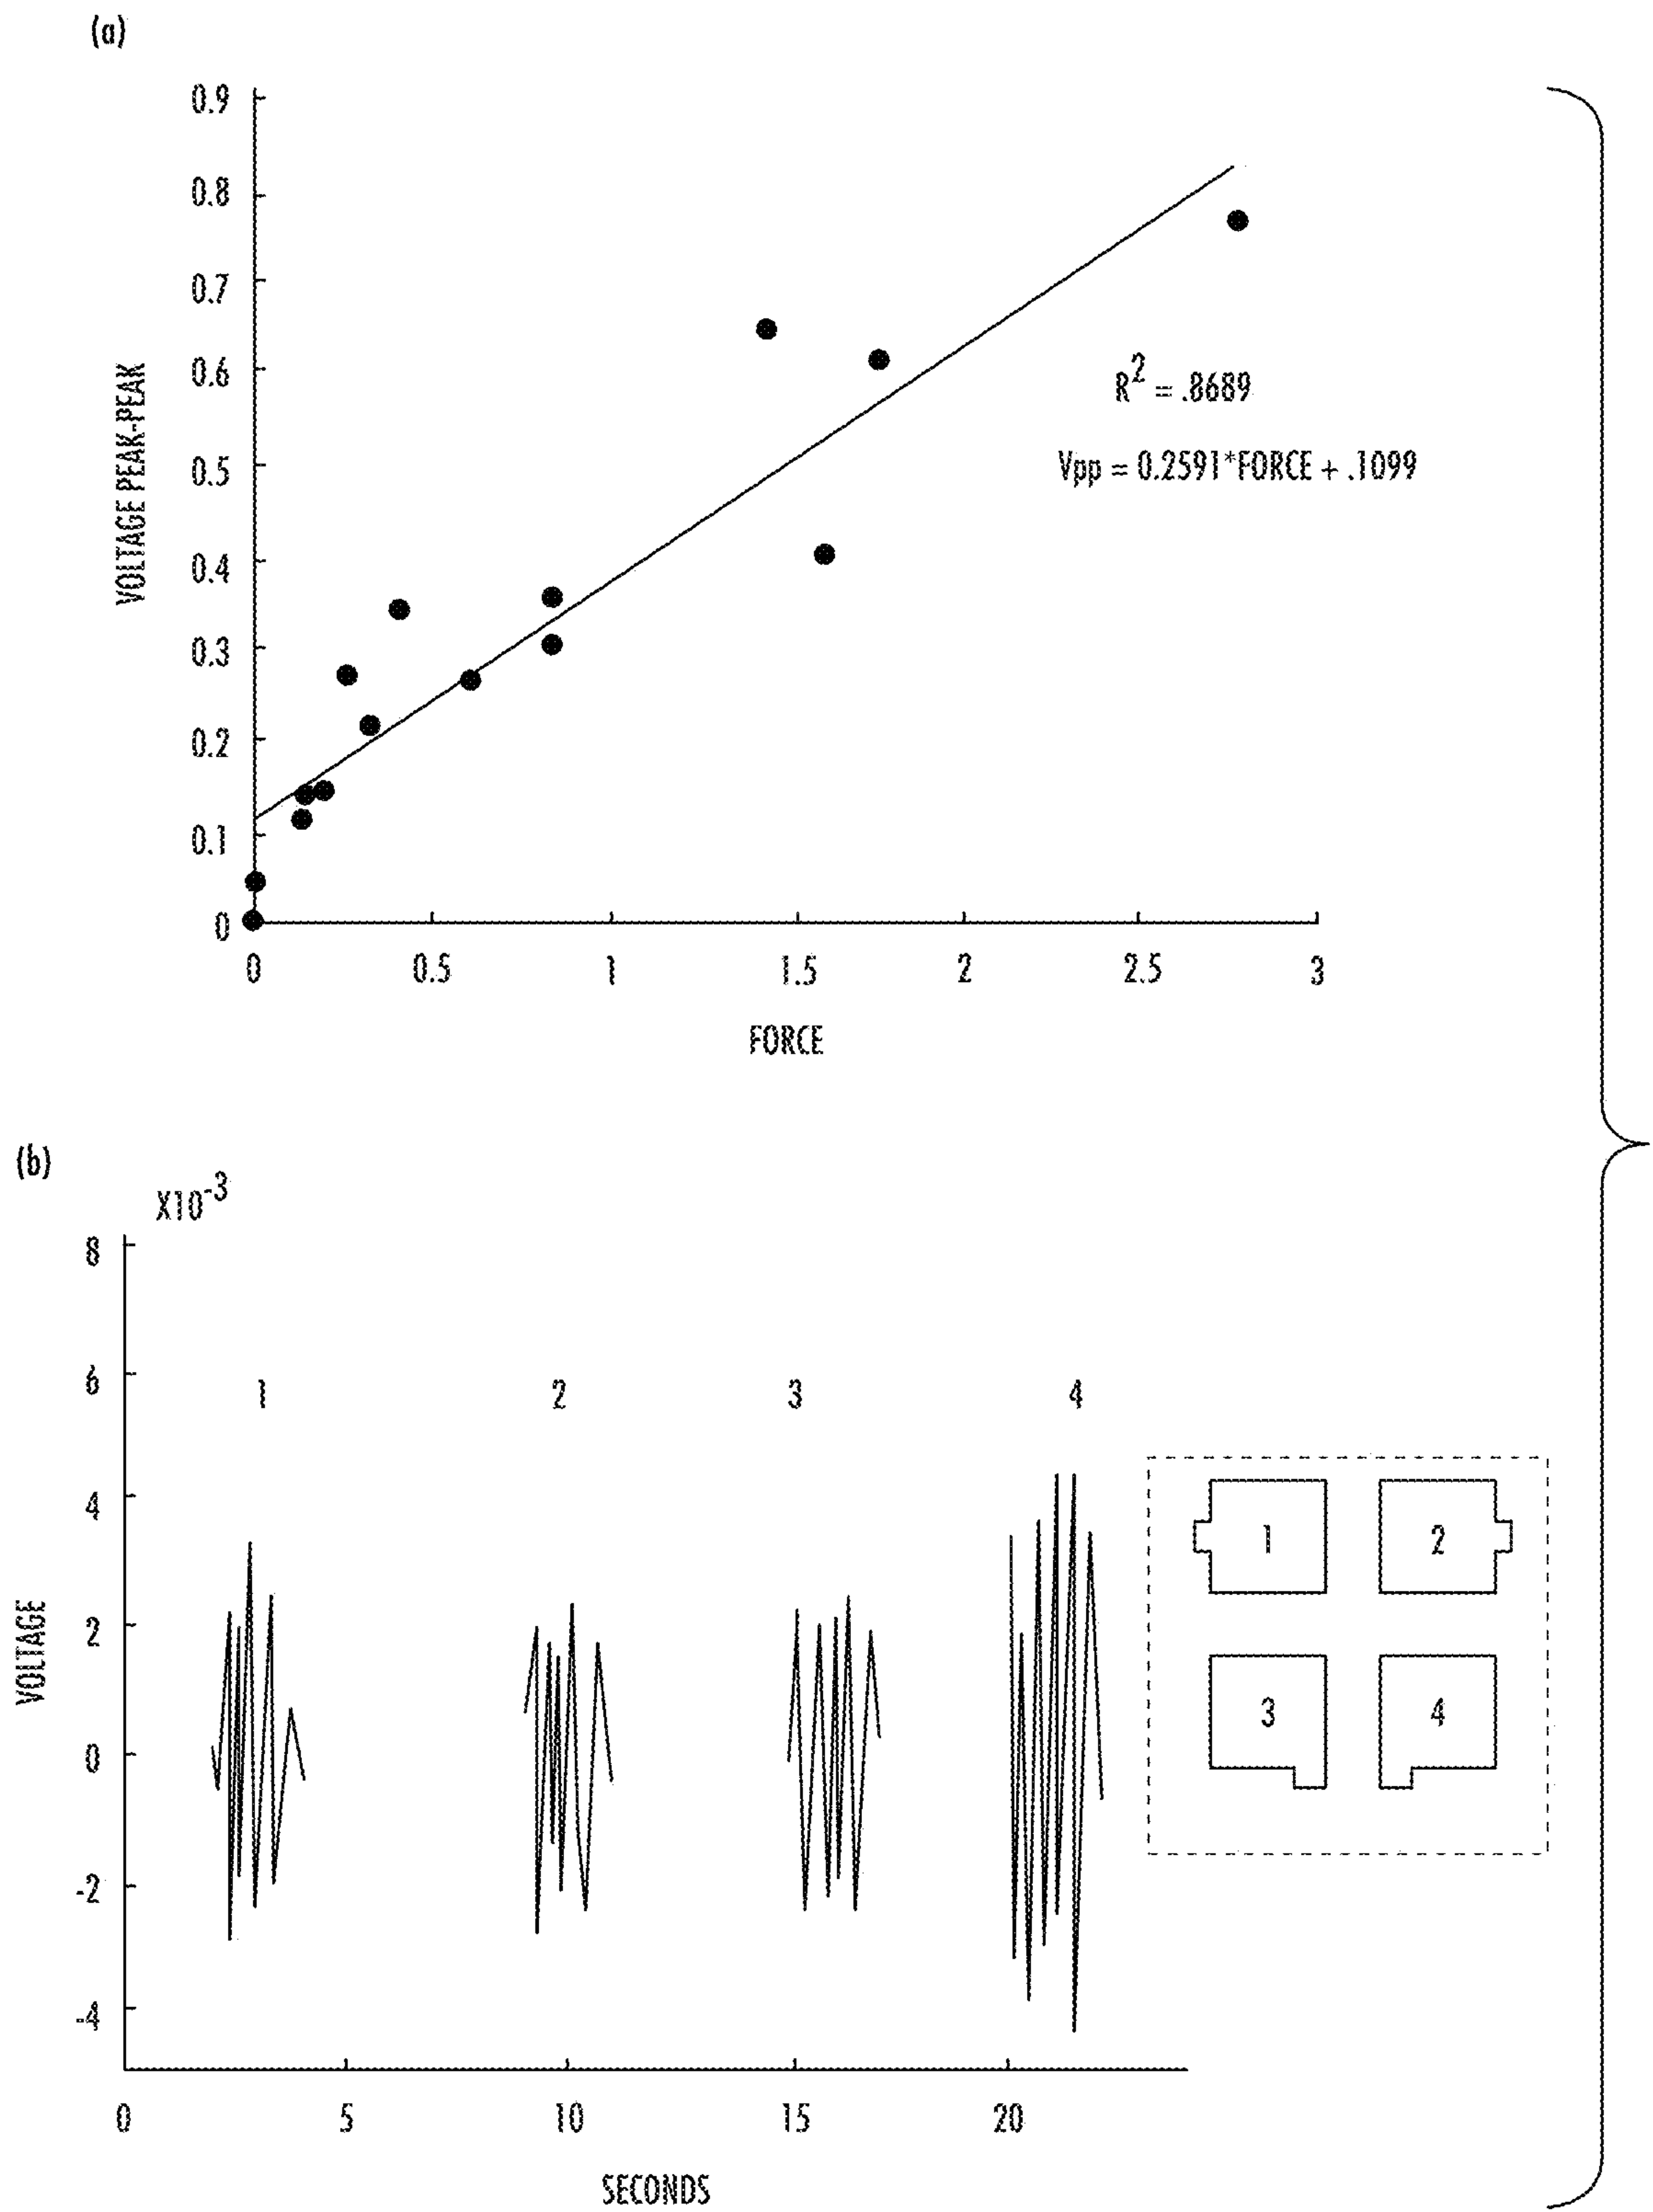 (a)
0.9
0.8
0.7
0.6
0.5
0.4
0.3
0.2
0.1
0
VOLTAGE PEAK-PEAK
R² = .8689
Vpp = 0.2591*FORCE + .1099
0 0.5 1 1.5 2 2.5 3
FORCE
(b)
X10⁻³
8
6
4
2
0
-2
-4
VOLTAGE
1 2 3 4
1 2
3 4
0 5 10 15 20
SECONDS